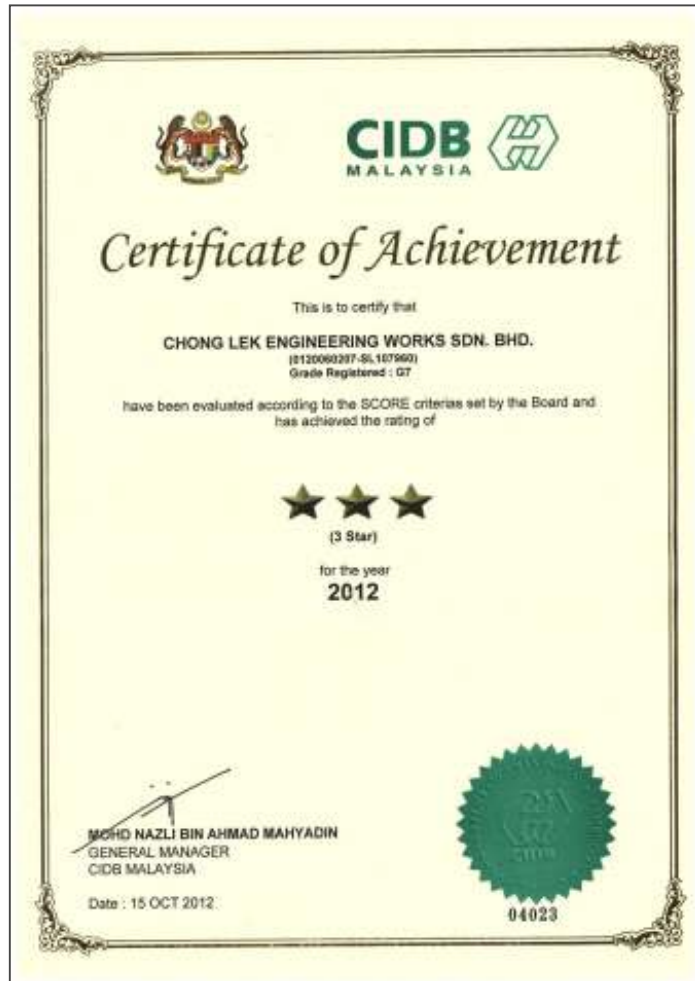 CIDB
MALAYSIA
Certificate of Achievement
This is to certify that
CHONG LEK ENGINEERING WORKS SDN. BHD.
(0120060207-SL107960)
Grade Registered : G7
have been evaluated according to the SCORE criterias set by the Board and
has achieved the rating of
(3 Star)
for the year
2012
MOHD NAZLI BIN AHMAD MAHYADIN
GENERAL MANAGER
CIDB MALAYSIA
Date : 15 OCT 2012
04023